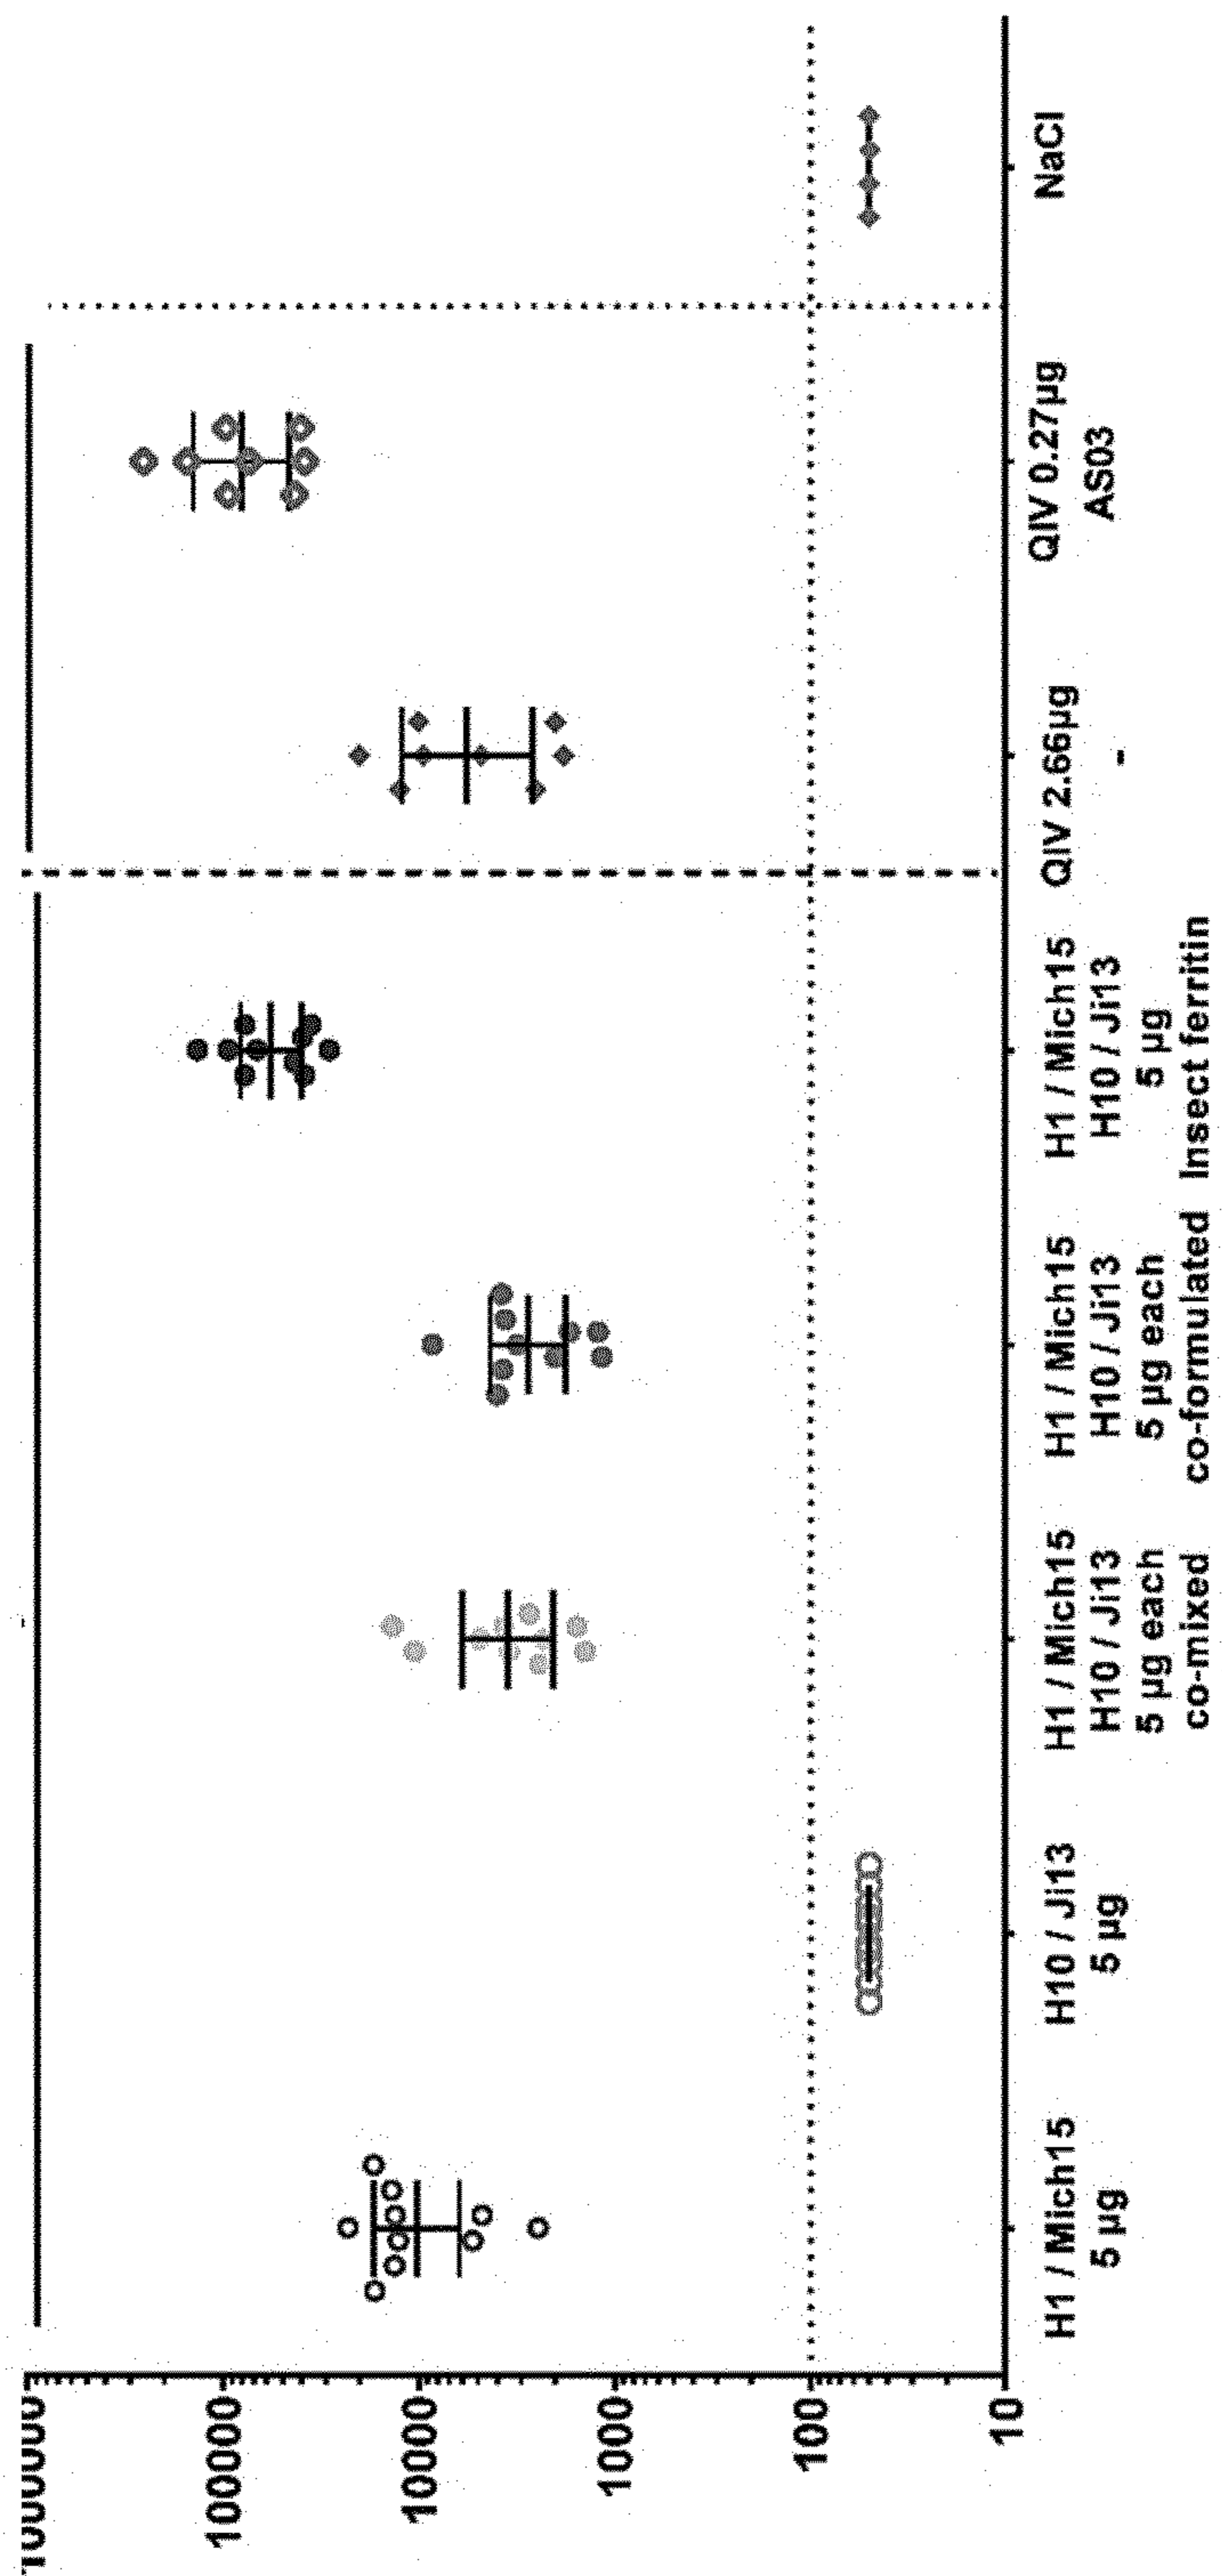 1000000
100000
10000
1000
100
10
H1 / Mich15
5 µg
H10 / Ji13
5 µg
H1 / Mich15
H10 / Ji13
5 µg each
co-mixed
H1 / Mich15
H10 / Ji13
5 µg each
co-formulated
H1 / Mich15
H10 / Ji13
5 µg
Insect ferritin
QIV 2.66µg
-
QIV 0.27µg
AS03
NaCl